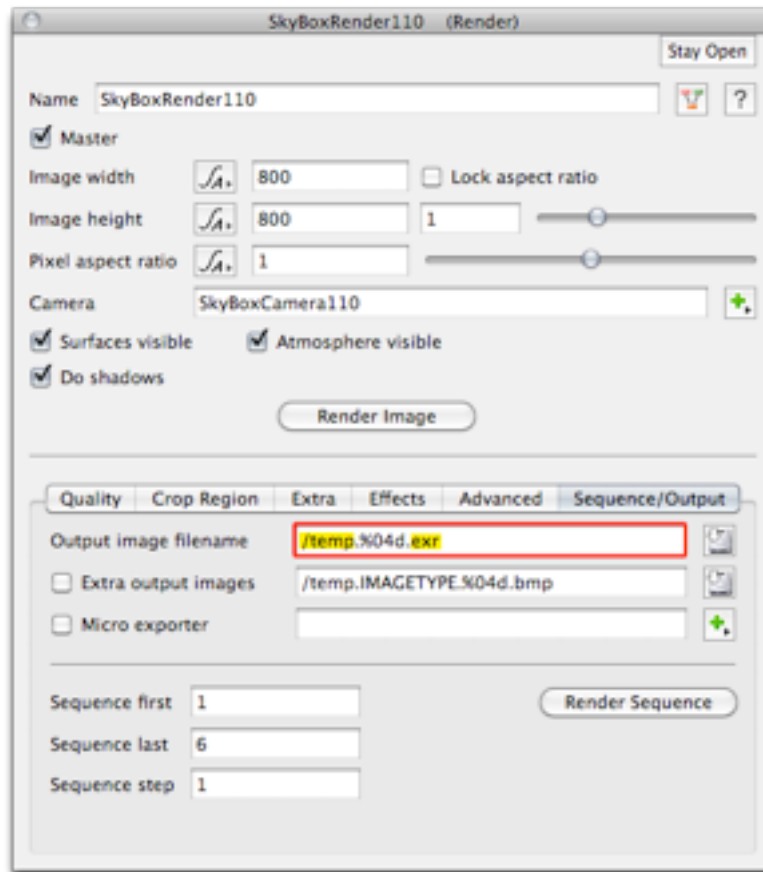 SkyBoxRender110 (Render)
Stay Open
Name SkyBoxRender110 ?
Master
Image width 800 Lock aspect ratio
Image height 800 1
Pixel aspect ratio 1
Camera SkyBoxCamera110
Surfaces visible Atmosphere visible
Do shadows
Render Image
Quality Crop Region Extra Effects Advanced Sequence/Output
Output image filename /temp.%04d.exr
Extra output images /temp.IMAGETYPE.%04d.bmp
Micro exporter
Sequence first 1 Render Sequence
Sequence last 6
Sequence step 1